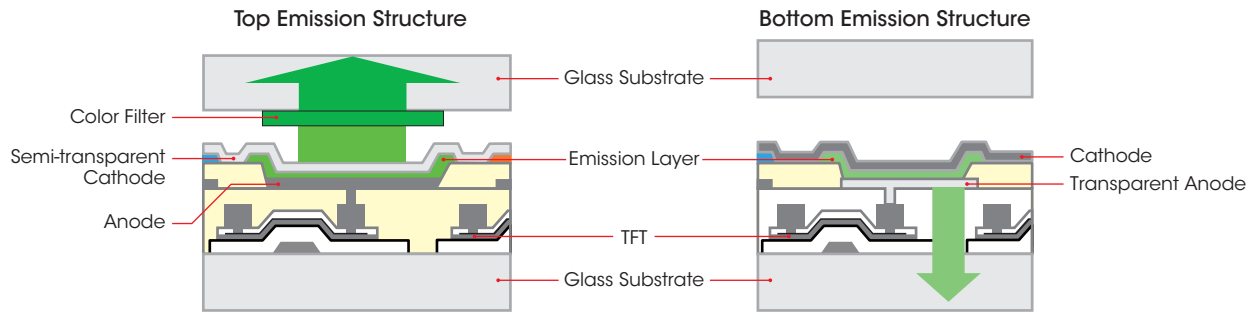 Top Emission Structure
Bottom Emission Structure
Glass Substrate
Color Filter
Semi-transparent
Cathode
Emission Layer
Cathode
Transparent Anode
Anode
TFT
Glass Substrate